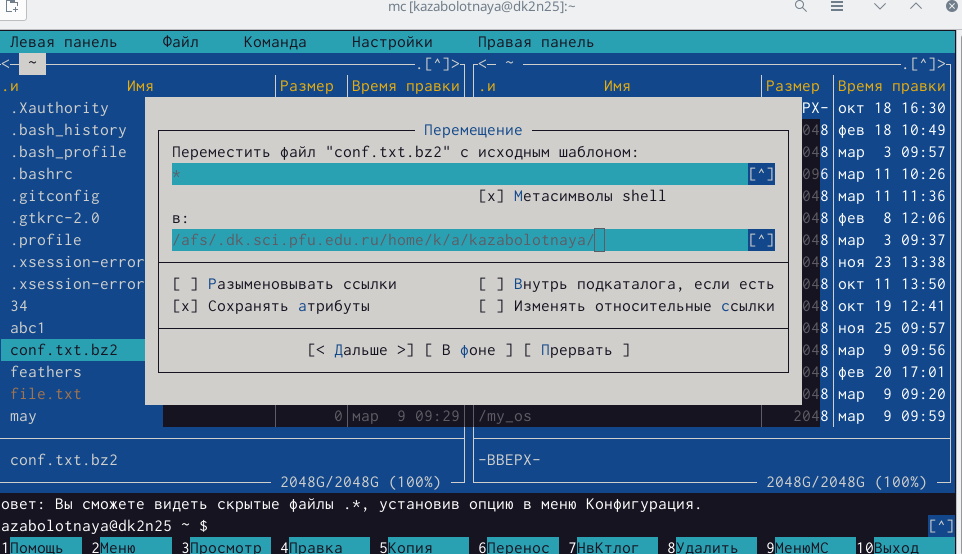 mc [kazabolotnaya@dk2n25]:~
Левая панель Файл Команда Настройки Правая панель
<— ~ .[^]> <— ~ .[^]>
.и Имя Размер Время правки .и Имя Размер Время правки
.Xauthority РХ- окт 18 16:30
.bash_history 048 фев 18 10:49
.bash_profile 048 мар 3 09:57
.bashrc 096 мар 11 10:26
.gitconfig 048 мар 11 11:36
.gtkrc-2.0 048 фев 8 12:06
.profile 048 мар 3 09:37
.xsession-error 048 ноя 23 13:38
.xsession-error 048 окт 11 13:50
34 048 окт 19 12:41
abc1 048 ноя 25 09:57
conf.txt.bz2 048 мар 9 09:56
feathers 048 фев 20 17:01
file.txt 048 мар 9 09:20
may 0 мар 9 09:29 /my_os 2048 мар 9 09:59
Перемещение
Переместить файл "conf.txt.bz2" с исходным шаблоном:
* [^]
[x] Метасимволы shell
в:
/afs/.dk.sci.pfu.edu.ru/home/k/a/kazabolotnaya/ [^]
[ ] Разыменовывать ссылки [ ] Внутрь подкаталога, если есть
[x] Сохранять атрибуты [ ] Изменять относительные ссылки
[< Дальше >] [ В фоне ] [ Прервать ]
conf.txt.bz2 -ВВЕРХ-
2048G/2048G (100%) 2048G/2048G (100%)
овет: Вы сможете видеть скрытые файлы .*, установив опцию в меню Конфигурация.
azabolotnaya@dk2n25 ~ $ [^]
1Помощь 2Меню 3Просмотр 4Правка 5Копия 6Перенос 7НвКтлог 8Удалить 9МенюMC 10Выход